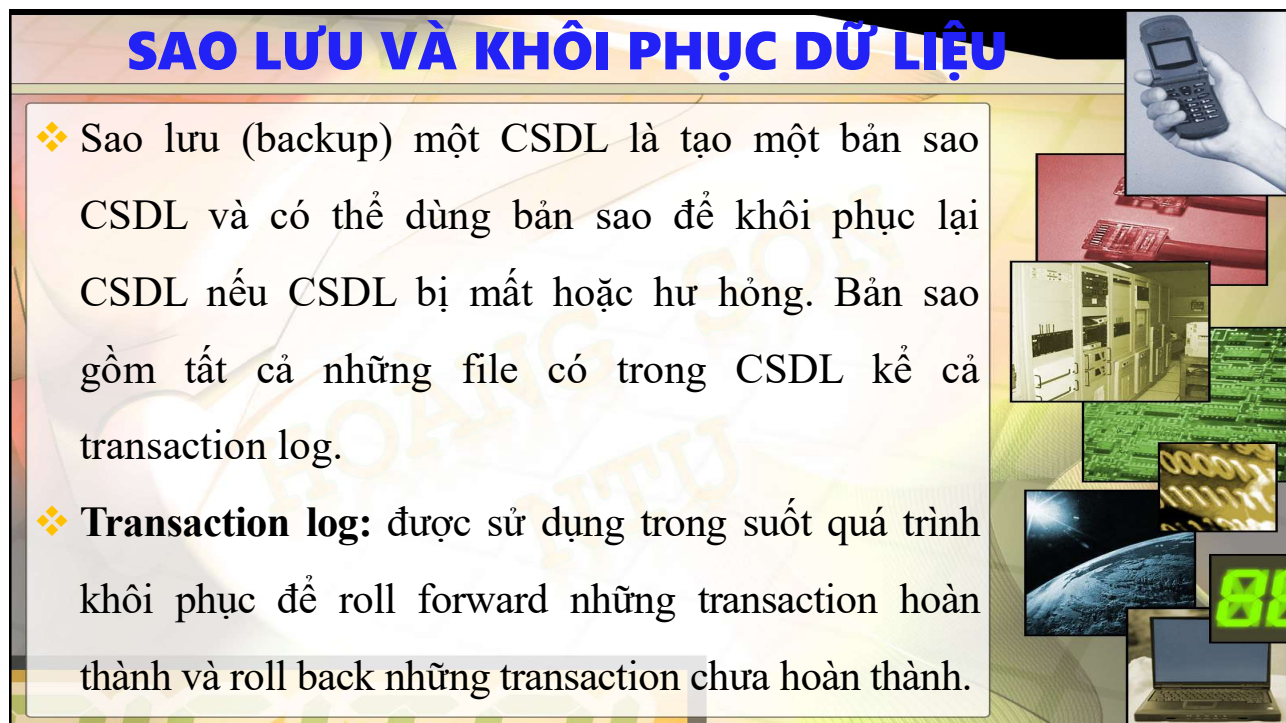 SAO LƯU VÀ KHÔI PHỤC DỮ LIỆU
Sao lưu (backup) một CSDL là tạo một bản sao
CSDL và có thể dùng bản sao để khôi phục lại
CSDL nếu CSDL bị mất hoặc hư hỏng. Bản sao
gồm tất cả những file có trong CSDL kể cả
transaction log.
Transaction log: được sử dụng trong suốt quá trình
khôi phục để roll forward những transaction hoàn
thành và roll back những transaction chưa hoàn thành.
HOÀNG SƠN
NTU